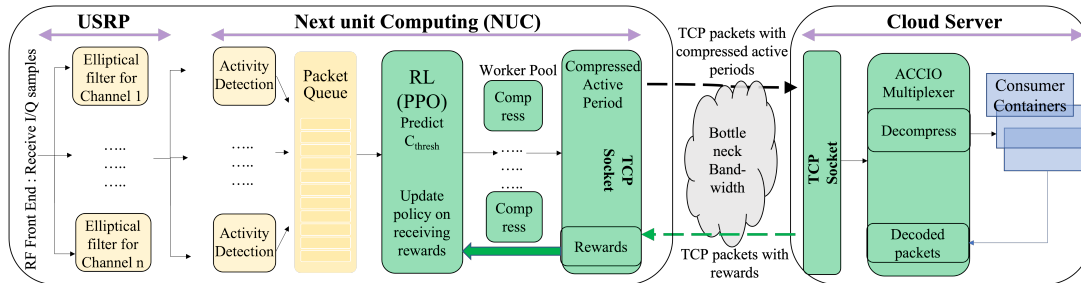 USRP
Next unit Computing (NUC)
Cloud Server
RF Front End : Receive I/Q samples
Elliptical
filter for
Channel 1
…..
…..
Elliptical
filter for
Channel n
Activity
Detection
…..
…..
Activity
Detection
Packet
Queue
RL
(PPO)
Predict
Cthresh
Update
policy on
receiving
rewards
Worker Pool
Comp
ress
…..
…..
Comp
ress
Compressed
Active
Period
TCP
Socket
Rewards
TCP packets with
compressed active
periods
Bottle
neck
Band-
width
TCP packets with
rewards
TCP
Socket
ACCIO
Multiplexer
Decompress
Decoded
packets
Consumer
Containers